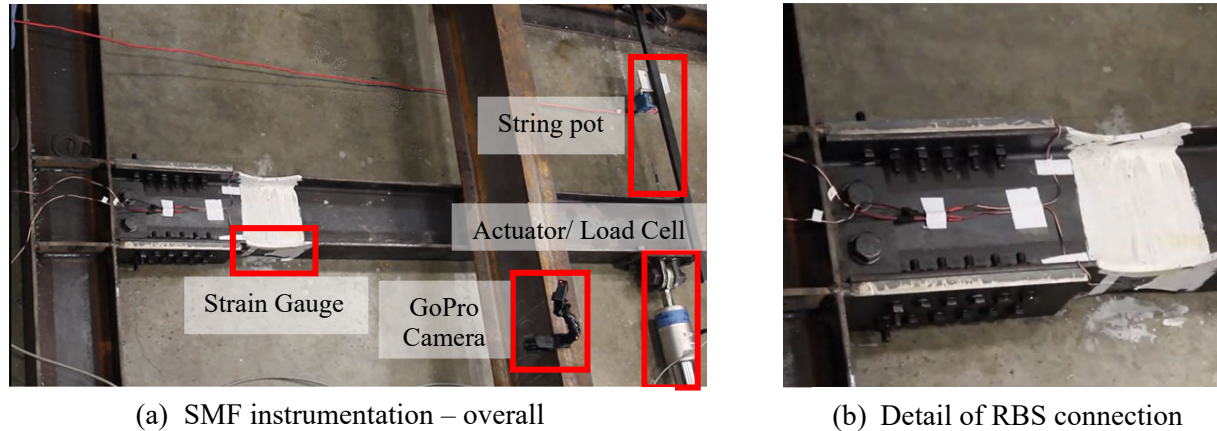 String pot
Actuator/ Load Cell
Strain Gauge
GoPro
Camera
(a) SMF instrumentation – overall
(b) Detail of RBS connection